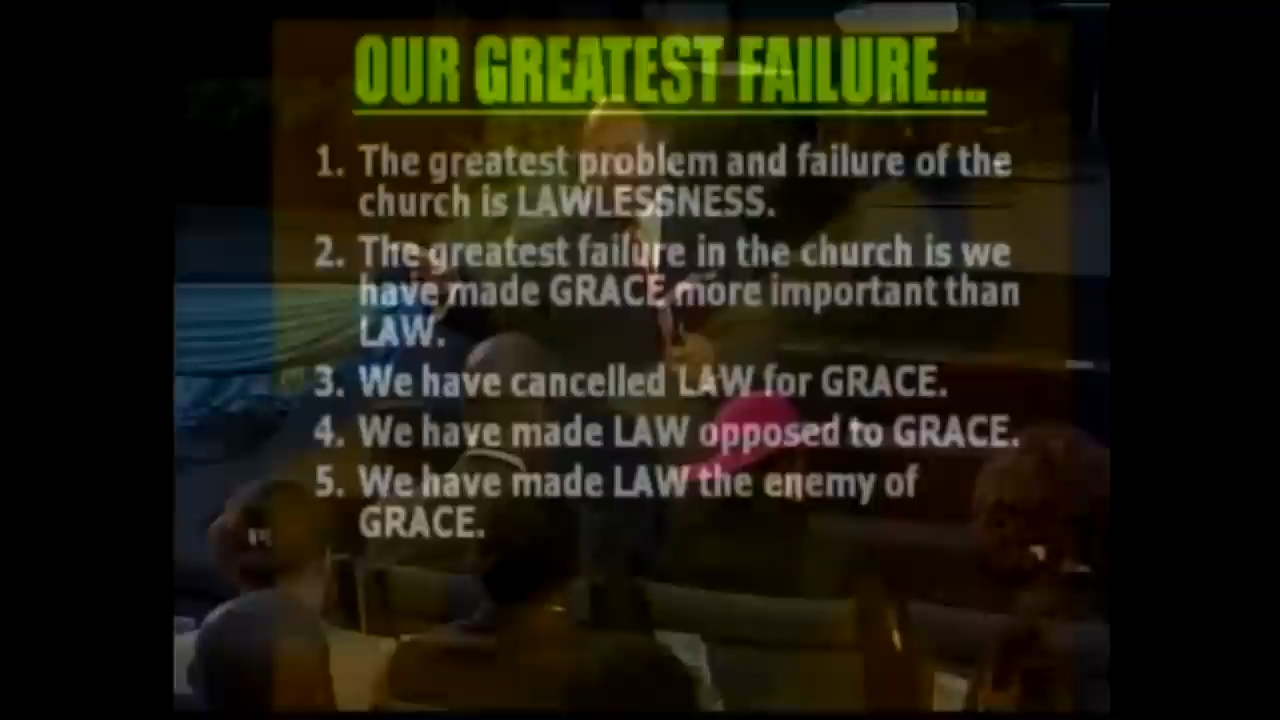 OUR GREATEST FAILURE....
1. The greatest problem and failure of the
church is LAWLESSNESS.
2. The greatest failure in the church is we
have made GRACE more important than
LAW.
3. We have cancelled LAW for GRACE.
4. We have made LAW opposed to GRACE.
5. We have made LAW the enemy of
GRACE.